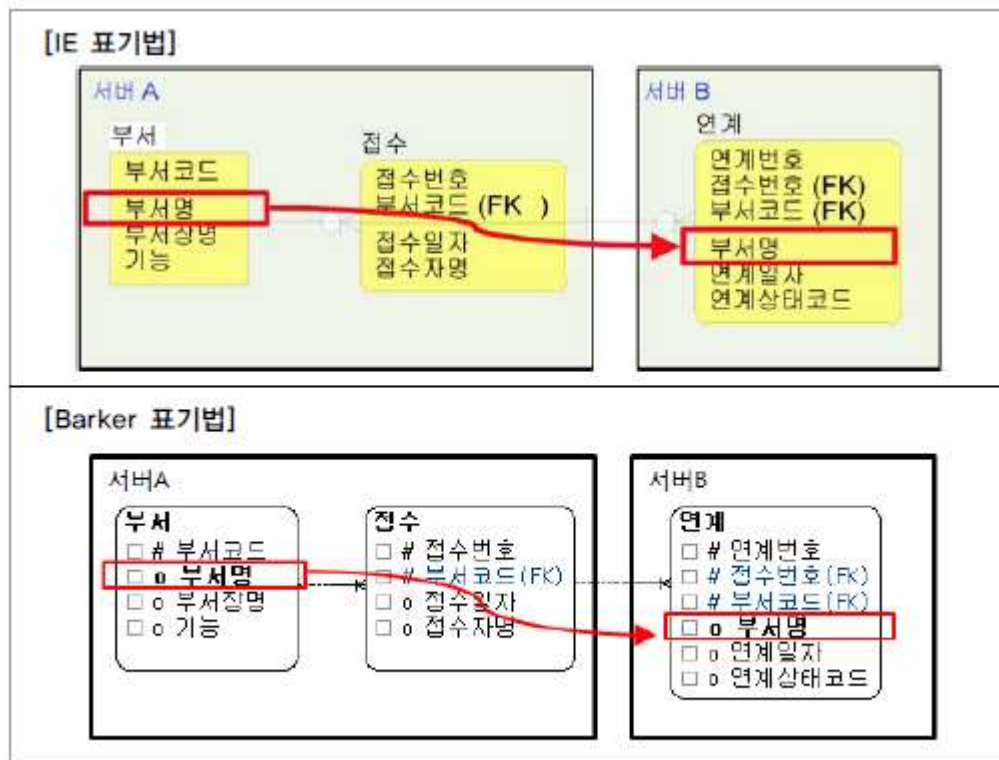 [IE 표기법]
서버 A
부서
부서코드
부서명
부서장명
기능
접수
접수번호
부서코드 (FK )
접수일자
접수자명
서버 B
연계
연계번호
접수번호 (FK)
부서코드 (FK)
부서명
연계일자
연계상태코드
[Barker 표기법]
서버A
부서
# 부서코드
o 부서명
o 부서장명
o 기능
접수
# 접수번호
# 부서코드(FK)
o 접수일자
o 접수자명
서버B
연계
# 연계번호
# 접수번호(FK)
# 부서코드(FK)
o 부서명
o 연계일자
o 연계상태코드